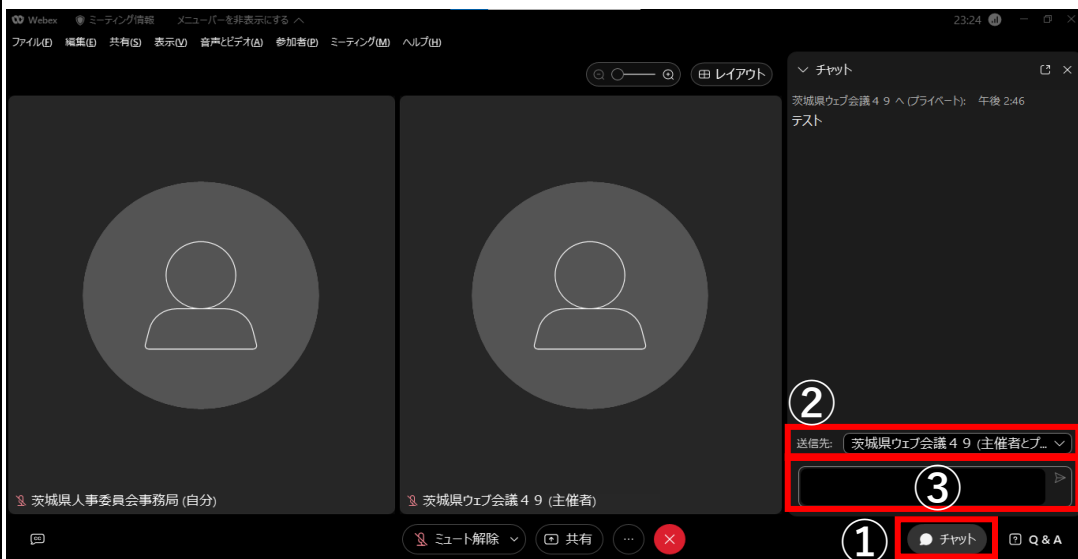 Webex ミーティング情報 メニューバーを非表示にする 23:24
ファイル(F) 編集(E) 共有(S) 表示(V) 音声とビデオ(A) 参加者(P) ミーティング(M) ヘルプ(H)
レイアウト
チャット
茨城県ウェブ会議49 へ (プライベート): 午後 2:46
テスト
②
送信先: 茨城県ウェブ会議49 (主催者とプ...
③
茨城県人事委員会事務局 (自分)
茨城県ウェブ会議49 (主催者)
①
CC ミュート解除 共有 ... チャット ? Q & A